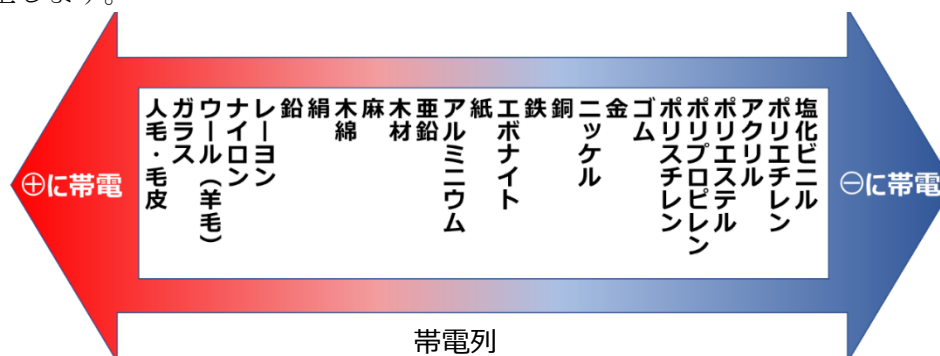 します。
⊕に帯電
人毛・毛皮
ガラス
ウール（羊毛）
ナイロン
レーヨン
鉛
絹
木綿
麻
木材
亜鉛
アルミニウム
紙
エボナイト
鉄
銅
ニッケル
金
ゴム
ポリスチレン
ポリプロピレン
ポリエステル
アクリル
ポリエチレン
塩化ビニル
⊖に帯電
帯電列